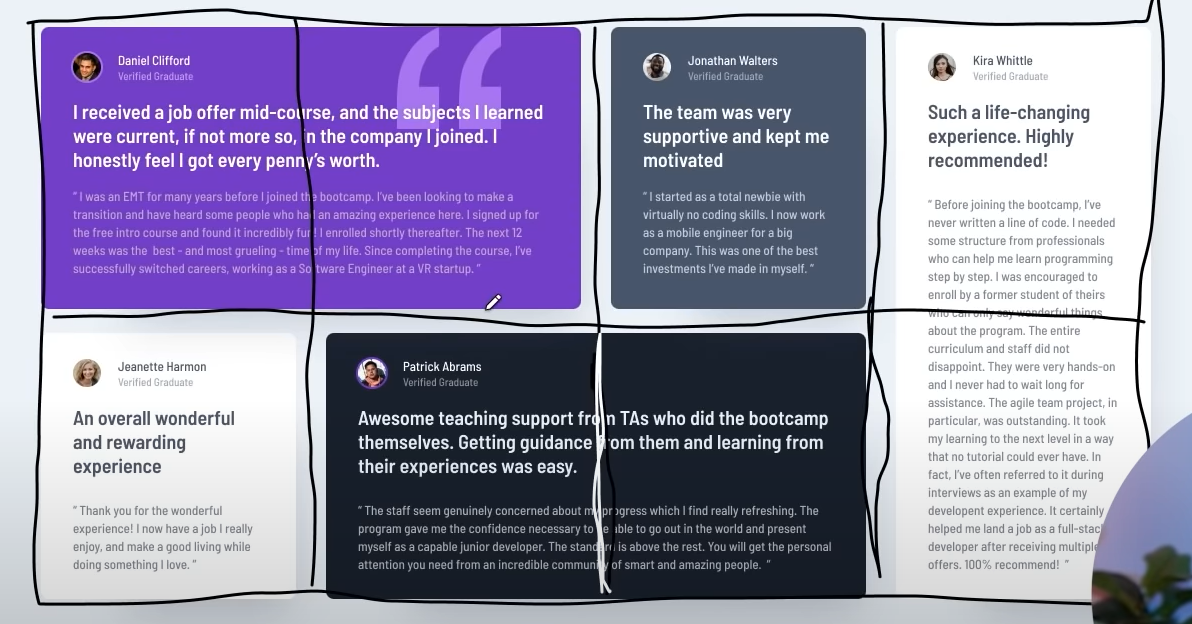 Daniel Clifford
Verified Graduate
I received a job offer mid-course, and the subjects I learned
were current, if not more so, in the company I joined. I
honestly feel I got every penny’s worth.
“ I was an EMT for many years before I joined the bootcamp. I’ve been looking to make a
transition and have heard some people who had an amazing experience here. I signed up for
the free intro course and found it incredibly fun! I enrolled shortly thereafter. The next 12
weeks was the best - and most grueling - time of my life. Since completing the course, I’ve
successfully switched careers, working as a Software Engineer at a VR startup. ”
Jonathan Walters
Verified Graduate
The team was very
supportive and kept me
motivated
“ I started as a total newbie with
virtually no coding skills. I now work
as a mobile engineer for a big
company. This was one of the best
investments I’ve made in myself. ”
Kira Whittle
Verified Graduate
Such a life-changing
experience. Highly
recommended!
“ Before joining the bootcamp, I’ve
never written a line of code. I needed
some structure from professionals
who can help me learn programming
step by step. I was encouraged to
enroll by a former student of theirs
who can only say wonderful things
about the program. The entire
curriculum and staff did not
disappoint. They were very hands-on
and I never had to wait long for
assistance. The agile team project, in
particular, was outstanding. It took
my learning to the next level in a way
that no tutorial could ever have. In
fact, I’ve often referred to it during
interviews as an example of my
developent experience. It certainly
helped me land a job as a full-stack
developer after receiving multiple
offers. 100% recommend! ”
Jeanette Harmon
Verified Graduate
An overall wonderful
and rewarding
experience
“ Thank you for the wonderful
experience! I now have a job I really
enjoy, and make a good living while
doing something I love. ”
Patrick Abrams
Verified Graduate
Awesome teaching support from TAs who did the bootcamp
themselves. Getting guidance from them and learning from
their experiences was easy.
“ The staff seem genuinely concerned about my progress which I find really refreshing. The
program gave me the confidence necessary to be able to go out in the world and present
myself as a capable junior developer. The standard is above the rest. You will get the personal
attention you need from an incredible community of smart and amazing people. ”